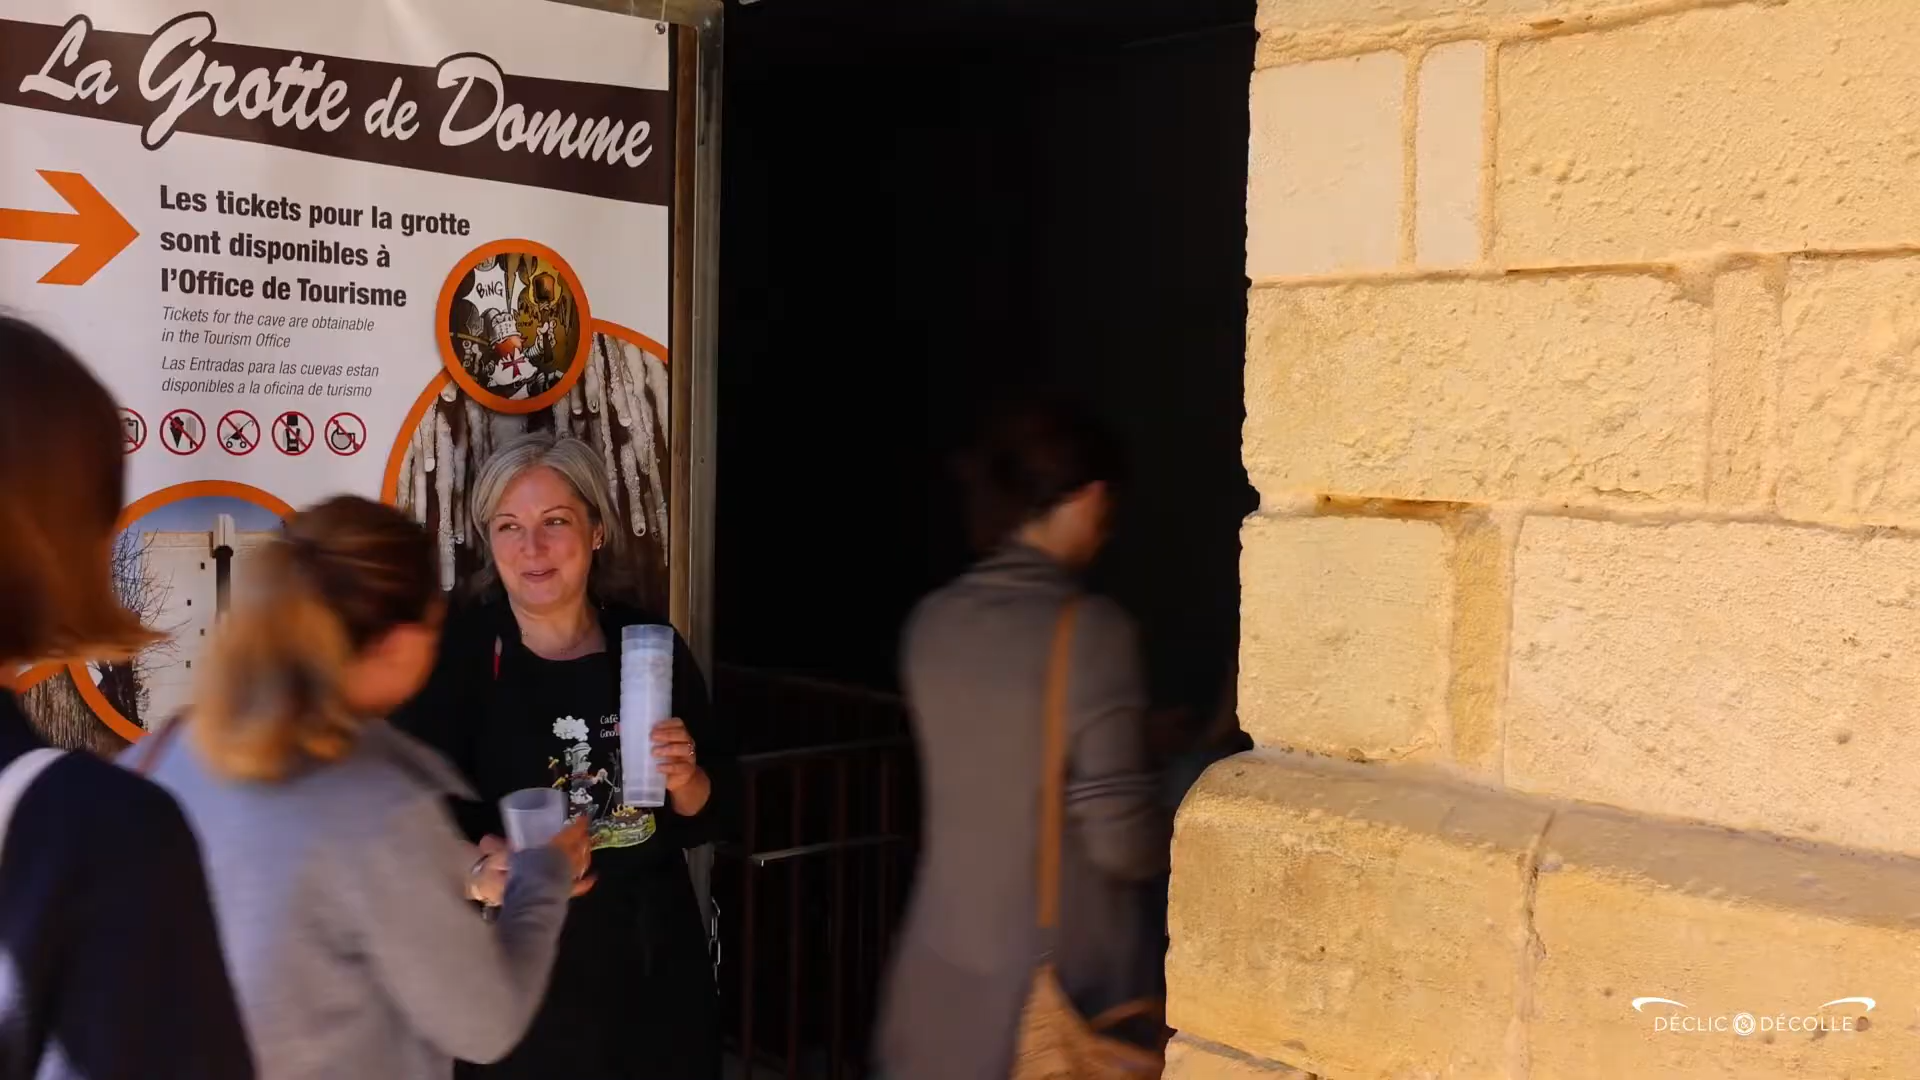 La Grotte de Domme
Les tickets pour la grotte
sont disponibles à
l'Office de Tourisme
Tickets for the cave are obtainable
in the Tourism Office
Las Entradas para las cuevas estan
disponibles a la oficina de turismo
BING
Café
DÉCLIC & DÉCOLLE